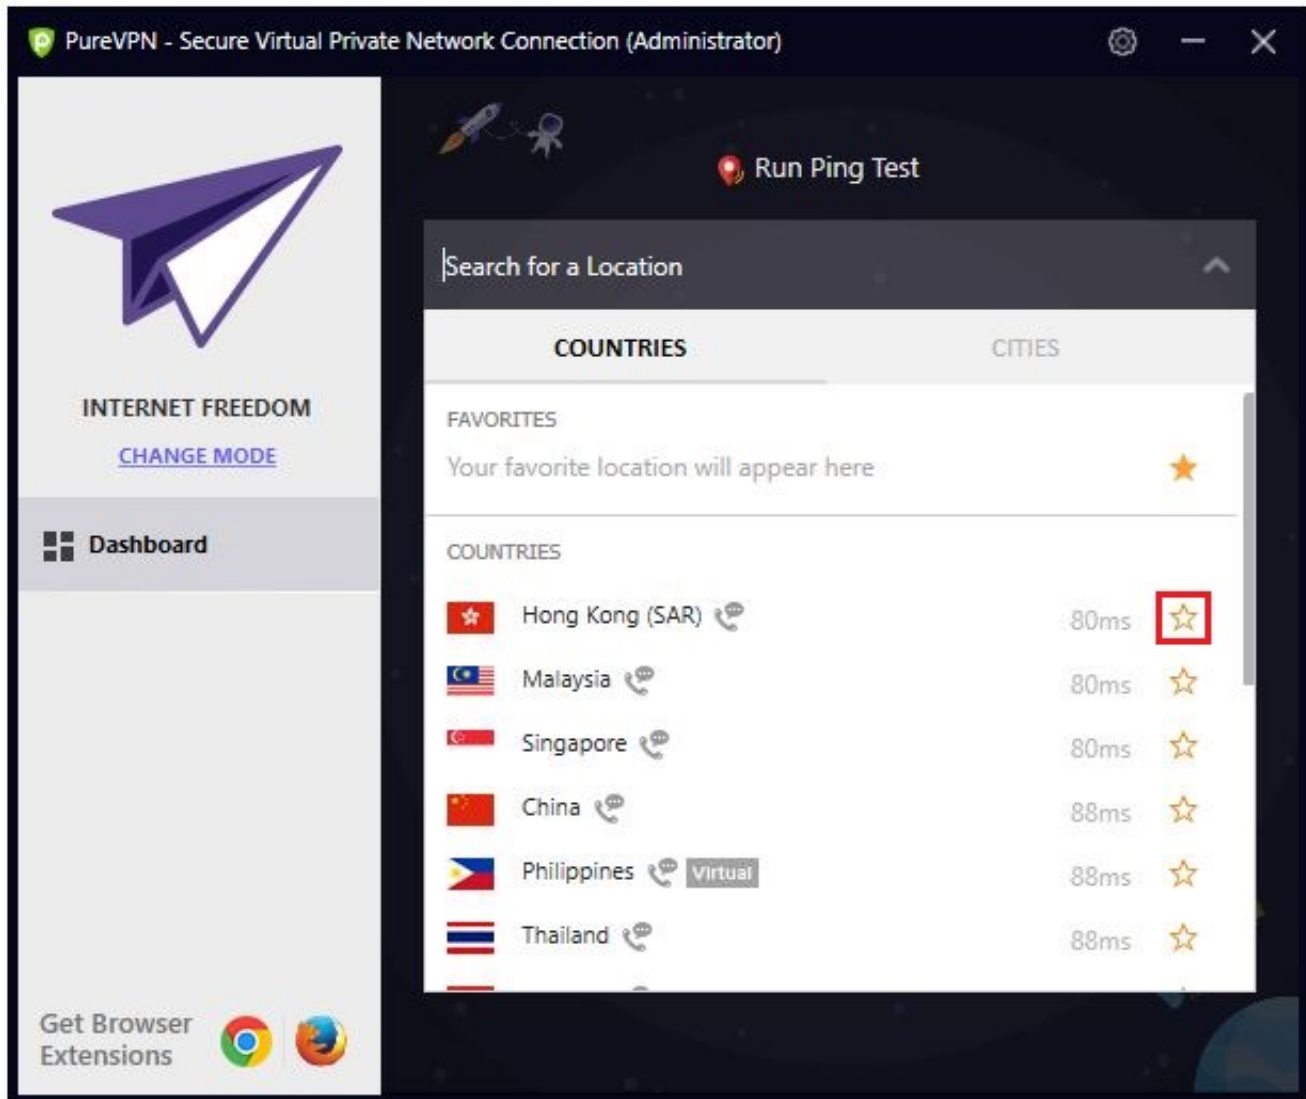 PureVPN - Secure Virtual Private Network Connection (Administrator)
INTERNET FREEDOM
CHANGE MODE
Dashboard
Get Browser
Extensions
Run Ping Test
Search for a Location
COUNTRIES CITIES
FAVORITES
Your favorite location will appear here
COUNTRIES
Hong Kong (SAR) 80ms
Malaysia 80ms
Singapore 80ms
China 88ms
Philippines Virtual 88ms
Thailand 88ms